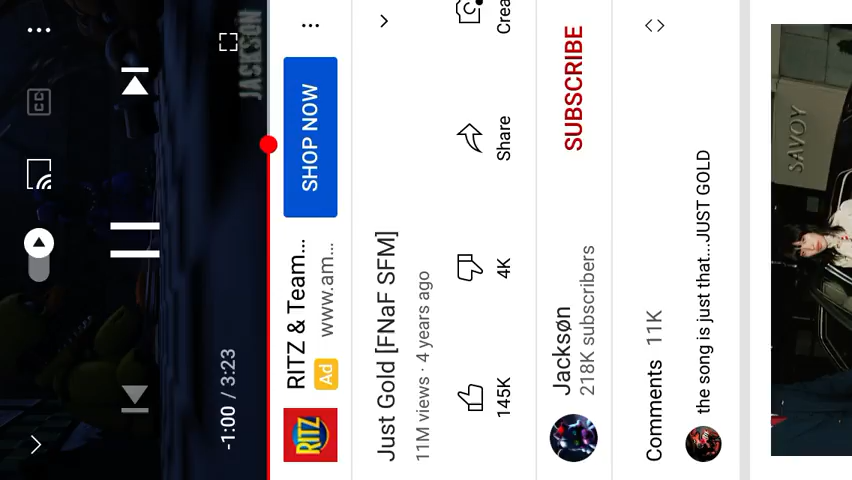 CC
JACKSON
-1:00 / 3:23
RITZ
RITZ & Team...
Ad www.am...
SHOP NOW
Just Gold [FNaF SFM]
11M views · 4 years ago
145K
4K
Share
Crea
Jacksøn
218K subscribers
SUBSCRIBE
Comments 11K
the song is just that...JUST GOLD
SAVOY